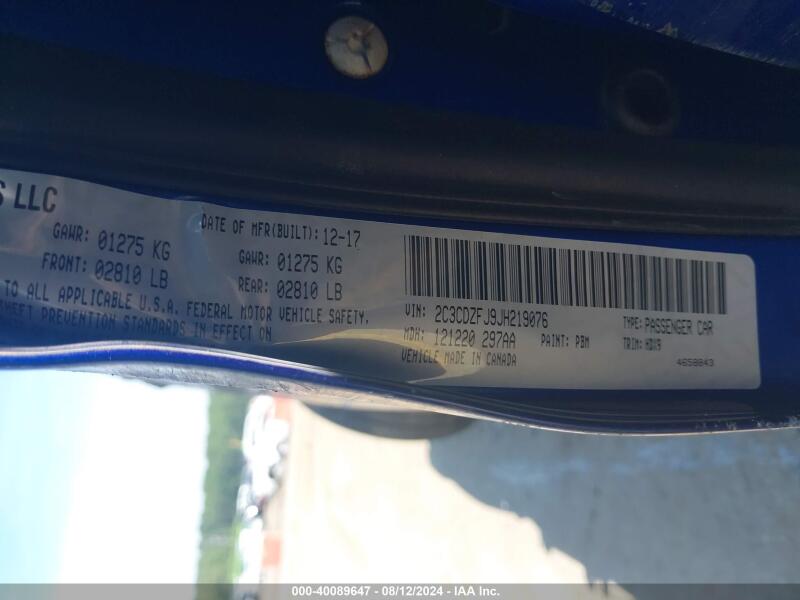 S LLC
DATE OF MFR(BUILT): 12-17
GAWR: 01275 KG
FRONT: 02810 LB
GAWR: 01275 KG
REAR: 02810 LB
TO ALL APPLICABLE U.S.A. FEDERAL MOTOR VEHICLE SAFETY,
THEFT PREVENTION STANDARDS IN EFFECT ON
VIN: 2C3CDZFJ9JH219076
TYPE: PASSENGER CAR
MDH: 121220 297AA
PAINT: PBM
TRIM: HDX9
VEHICLE MADE IN CANADA
4658843
000-40089647 - 08/12/2024 - IAA Inc.